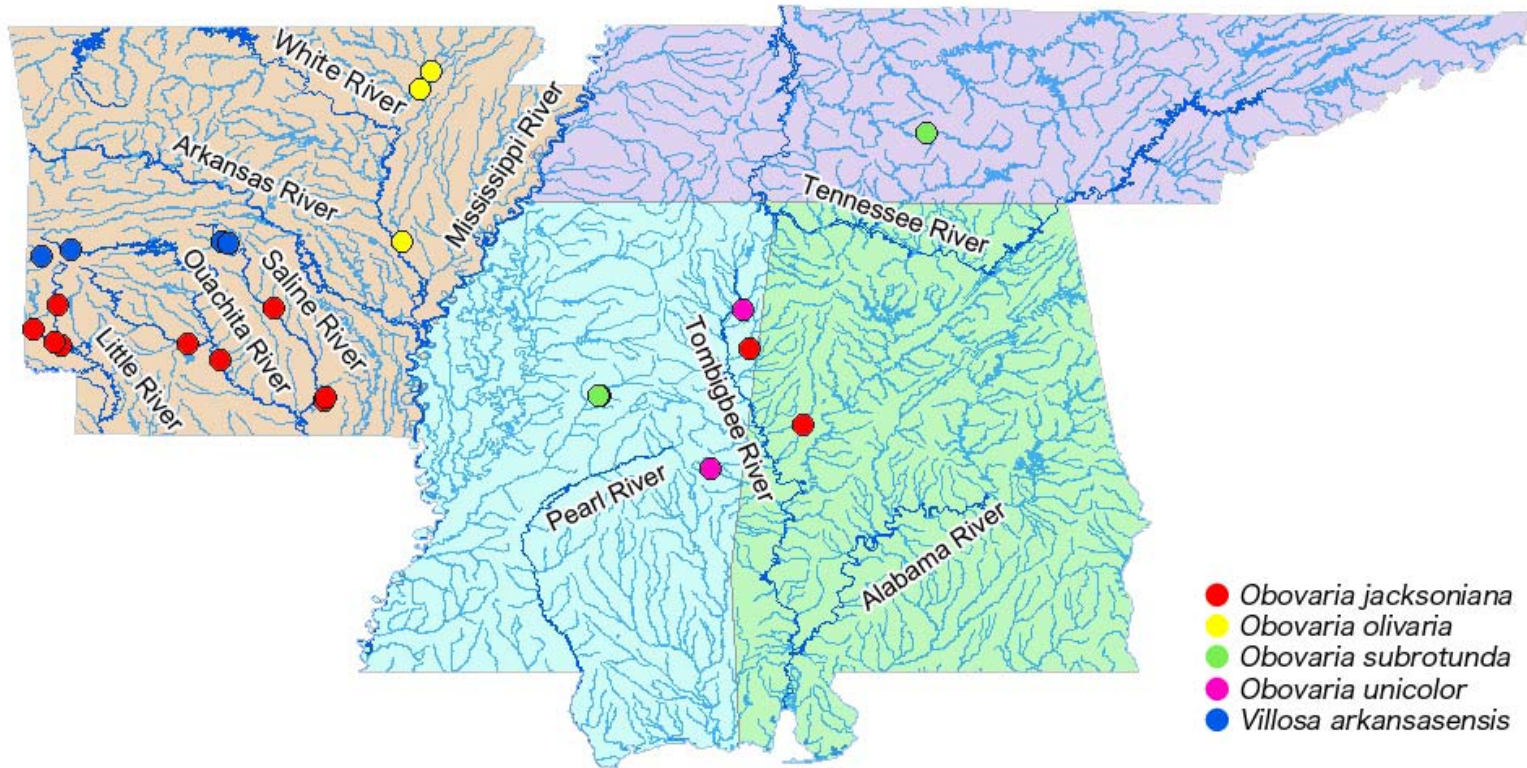 White River
Mississippi River
Arkansas River
Tennessee River
Ouachita River
Saline River
Little River
Tombigbee River
Pearl River
Alabama River
Obovaria jacksoniana
Obovaria olivaria
Obovaria subrotunda
Obovaria unicolor
Villosa arkansasensis